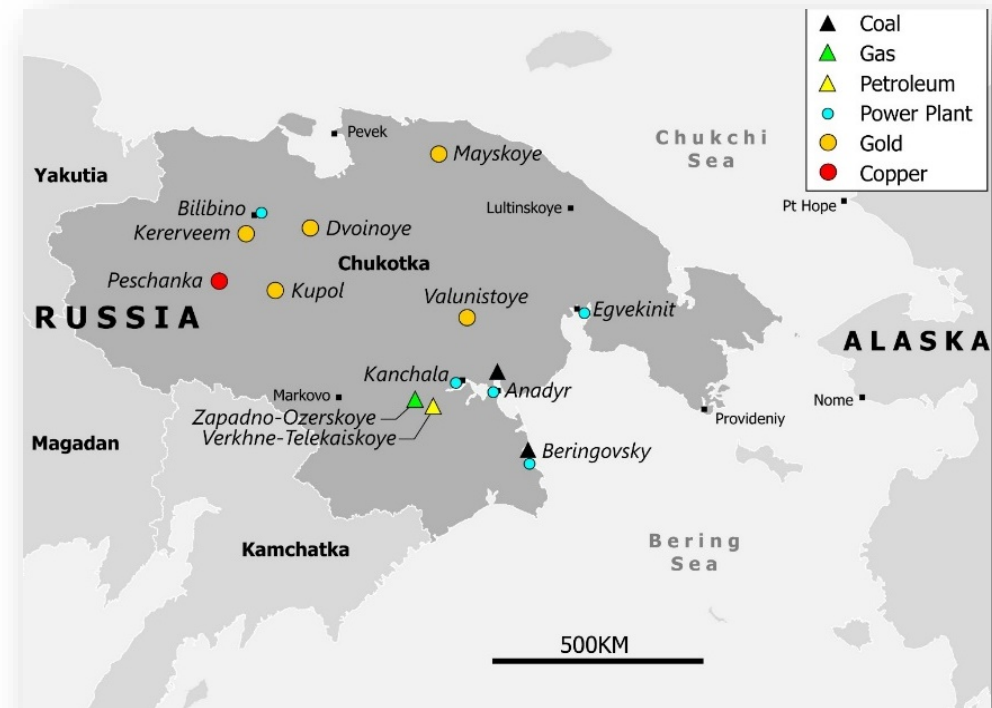 Coal
Gas
Petroleum
Power Plant
Gold
Copper
Pevek
Chukchi
Sea
Mayskoye
Yakutia
Pt Hope
Bilibino
Lultinskoye
Kererveem
Dvoinoye
Chukotka
Peschanka
Kupol
Valunistoye
Egvekinit
RUSSIA
ALASKA
Kanchala
Anadyr
Markovo
Nome
Zapadno-Ozerskoye
Provideniy
Verkhne-Telekaiskoye
Magadan
Beringovsky
Kamchatka
Bering
Sea
500KM